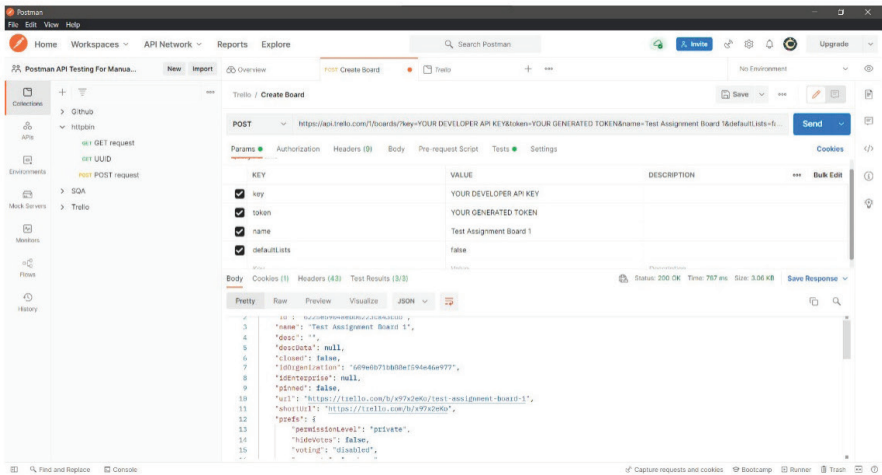 Postman
File Edit View Help
Home Workspaces API Network Reports Explore Search Postman Invite Upgrade
Postman API Testing For Manua... New Import Overview POST Create Board Trello No Environment
Collections
APIs
Environments
Mock Servers
Monitors
Flows
History
Github
httpbin
GET GET request
GET UUID
POST POST request
SQA
Trello
Trello / Create Board Save
POST https://api.trello.com/1/boards/?key=YOUR DEVELOPER API KEY&token=YOUR GENERATED TOKEN&name=Test Assignment Board 1&defaultLists=f... Send
Params Authorization Headers (9) Body Pre-request Script Tests Settings Cookies
KEY VALUE DESCRIPTION Bulk Edit
key YOUR DEVELOPER API KEY
token YOUR GENERATED TOKEN
name Test Assignment Board 1
defaultLists false
Body Cookies (1) Headers (43) Test Results (3/3) Status: 200 OK Time: 767 ms Size: 3.06 KB Save Response
Pretty Raw Preview Visualize JSON
3 "name": "Test Assignment Board 1",
4 "desc": "",
5 "descData": null,
6 "closed": false,
7 "idOrganization":
8 "idEnterprise": null,
9 "pinned": false,
10 "url": "https://trello.com/b/x97x2eKo/test-assignment-board-1",
11 "shortUrl": "https://trello.com/b/x97x2eKo",
12 "prefs": {
13 "permissionLevel": "private",
14 "hideVotes": false,
15 "voting": "disabled",
Find and Replace Console Capture requests and cookies Bootcamp Runner Trash